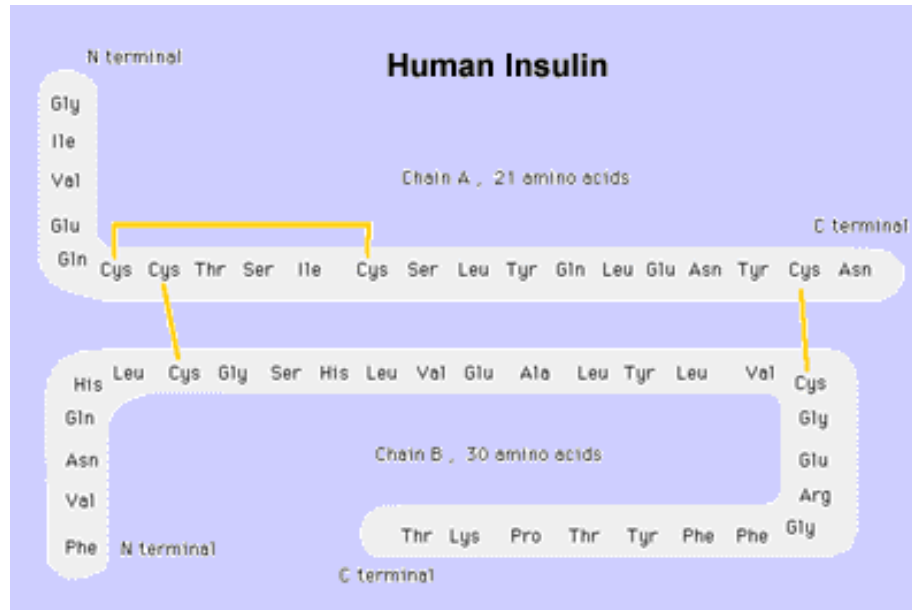 N terminal
Human Insulin
Gly
Ile
Val
Chain A , 21 amino acids
Glu
C terminal
Gln Cys Cys Thr Ser Ile Cys Ser Leu Tyr Gln Leu Glu Asn Tyr Cys Asn
His Leu Cys Gly Ser His Leu Val Glu Ala Leu Tyr Leu Val Cys
Gln
Gly
Asn
Chain B , 30 amino acids
Glu
Val
Arg
Phe
N terminal
Thr Lys Pro Thr Tyr Phe Phe Gly
C terminal